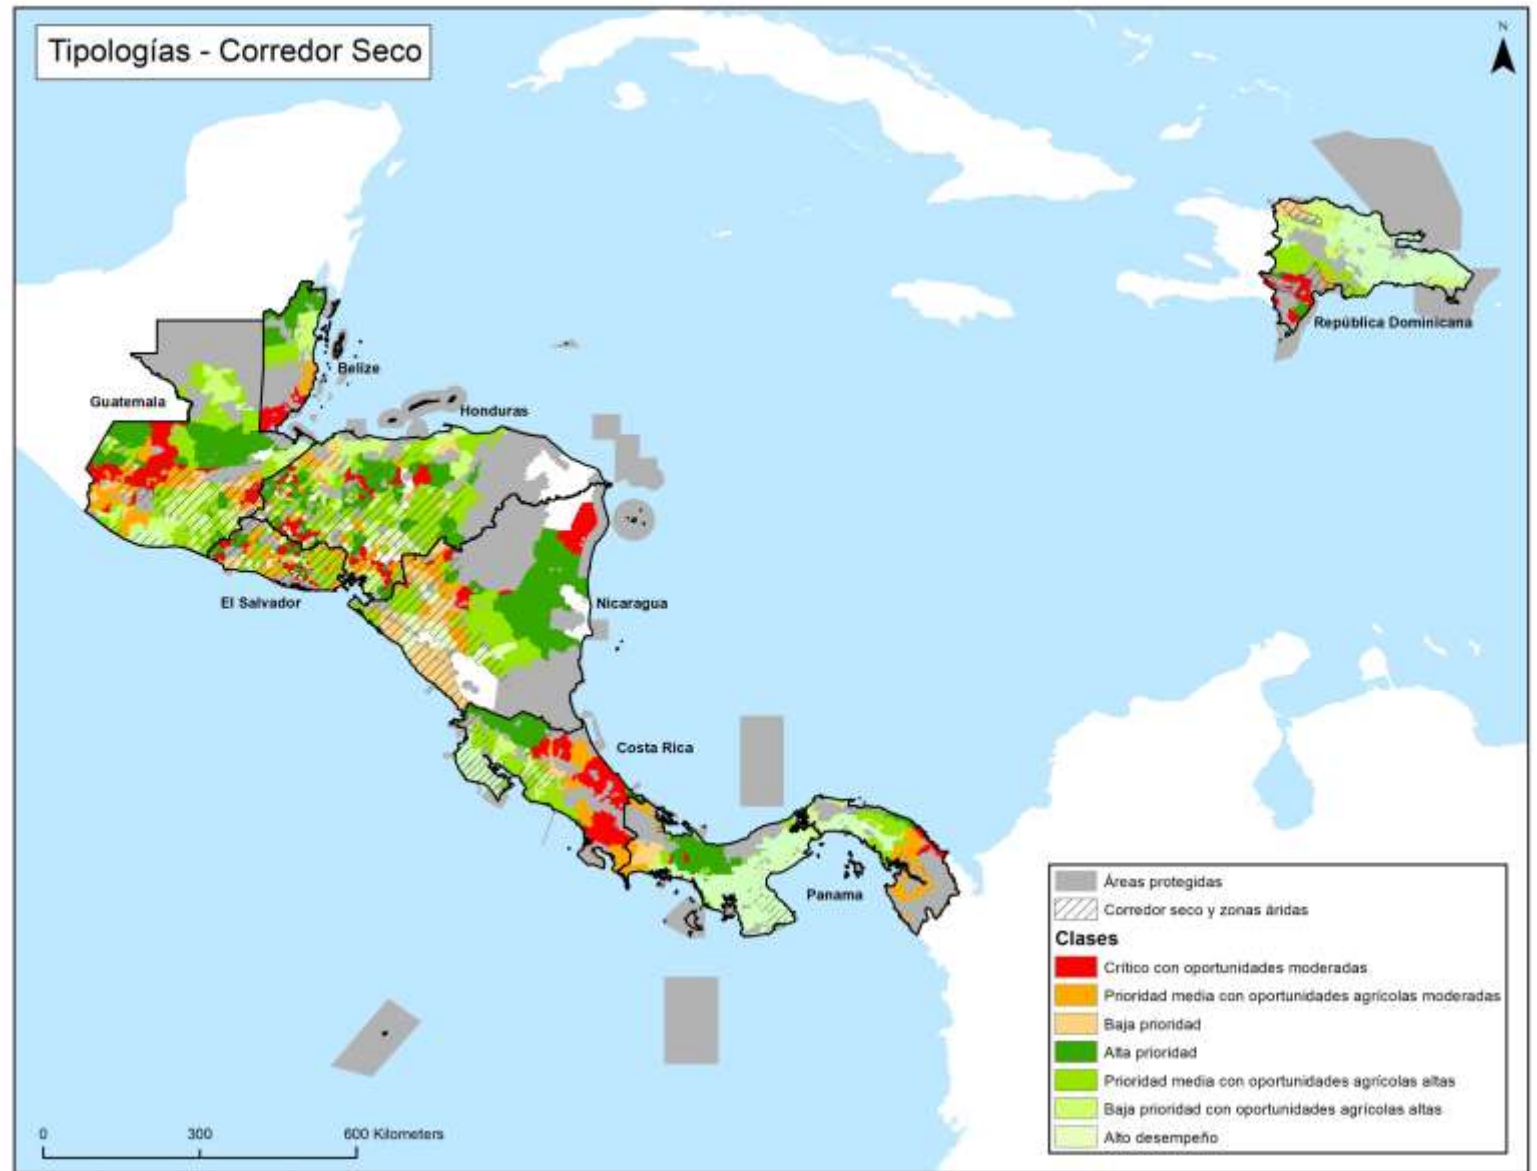 Tipologías - Corredor Seco
N
República Dominicana
Belize
Guatemala
Honduras
El Salvador
Nicaragua
Costa Rica
Panama
Áreas protegidas
Corredor seco y zonas áridas
Clases
Crítico con oportunidades moderadas
Prioridad media con oportunidades agrícolas moderadas
Baja prioridad
Alta prioridad
Prioridad media con oportunidades agrícolas altas
Baja prioridad con oportunidades agrícolas altas
Alto desempeño
0 300 600 Kilometers